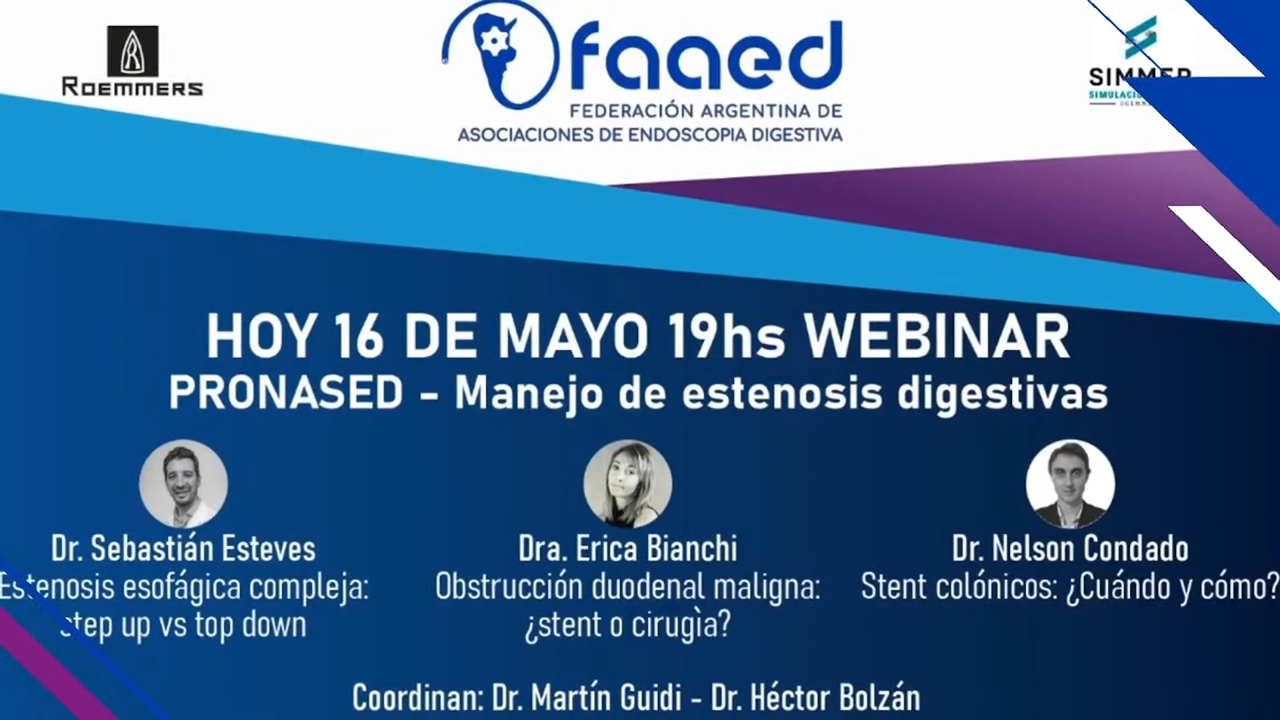 ROEMMERS
faaed
FEDERACIÓN ARGENTINA DE
ASOCIACIONES DE ENDOSCOPIA DIGESTIVA
SIMMER
HOY 16 DE MAYO 19hs WEBINAR
PRONASED - Manejo de estenosis digestivas
Dr. Sebastián Esteves
Estenosis esofágica compleja:
step up vs top down
Dra. Erica Bianchi
Obstrucción duodenal maligna:
¿stent o cirugìa?
Dr. Nelson Condado
Stent colónicos: ¿Cuándo y cómo?
Coordinan: Dr. Martín Guidi - Dr. Héctor Bolzán